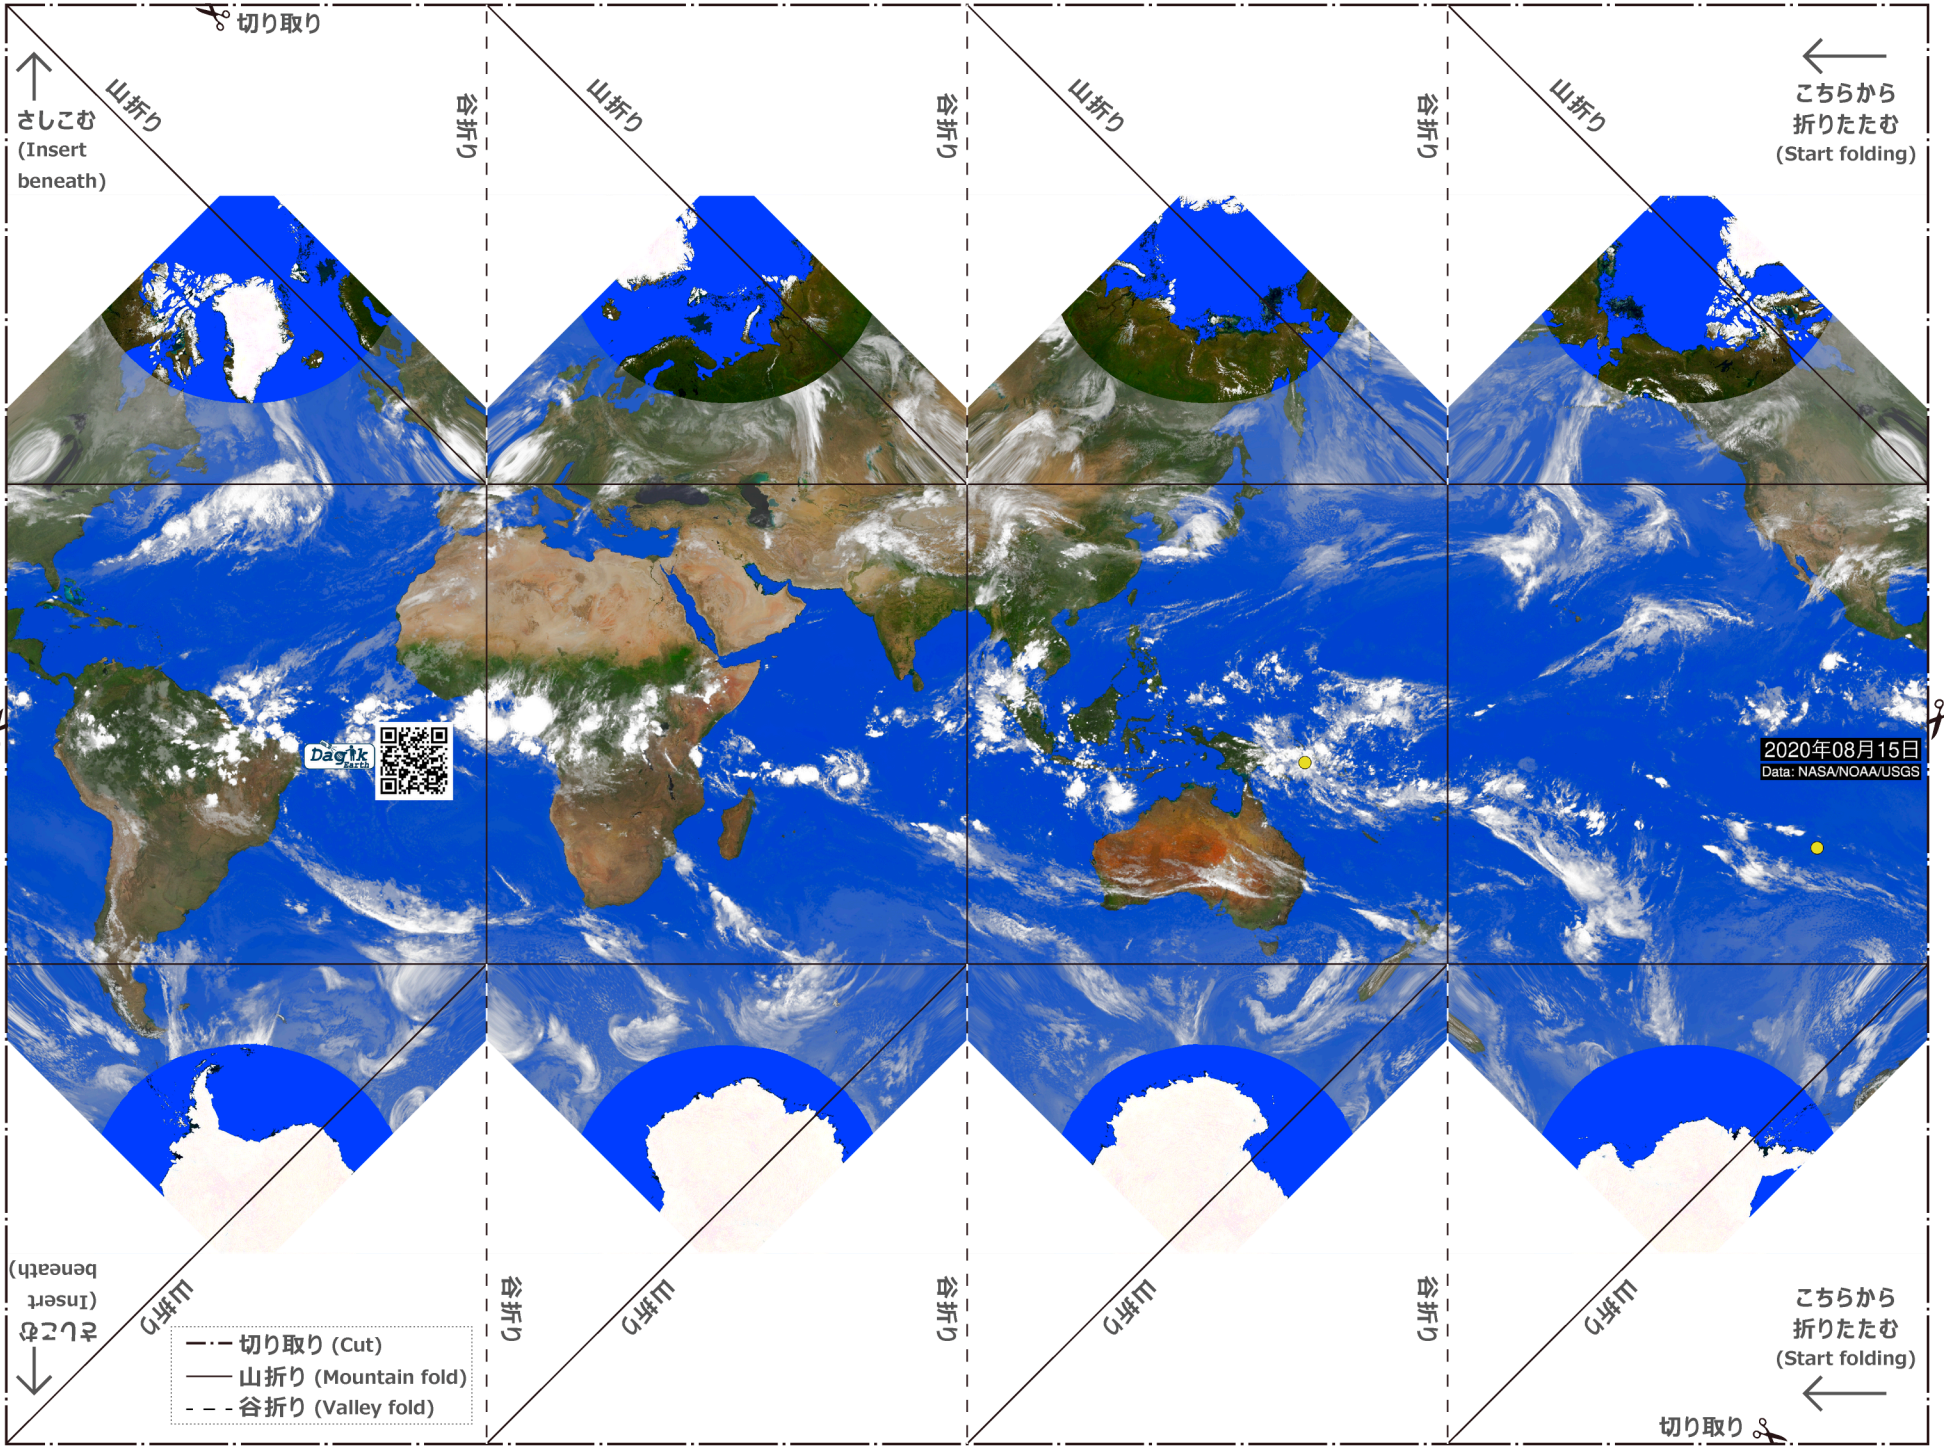 切り取り
山折り
谷折り
山折り
谷折り
山折り
谷折り
山折り
さしこむ
(Insert
beneath)
こちらから
折りたたむ
(Start folding)
Dagik
Earth
2020年08月15日
Data: NASA/NOAA/USGS
さしこむ
(Insert
beneath)
山折り
谷折り
山折り
谷折り
山折り
谷折り
山折り
こちらから
折りたたむ
(Start folding)
切り取り (Cut)
山折り (Mountain fold)
谷折り (Valley fold)
切り取り